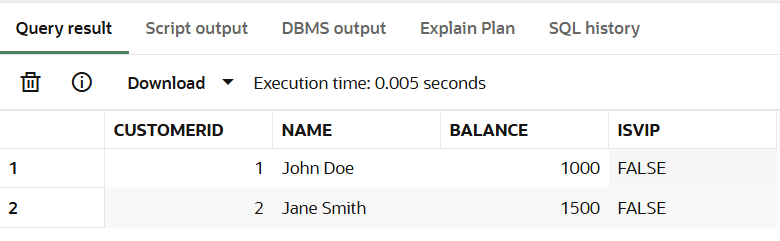 Query result Script output DBMS output Explain Plan SQL history
Download Execution time: 0.005 seconds
CUSTOMERID NAME BALANCE ISVIP
1 1 John Doe 1000 FALSE
2 2 Jane Smith 1500 FALSE